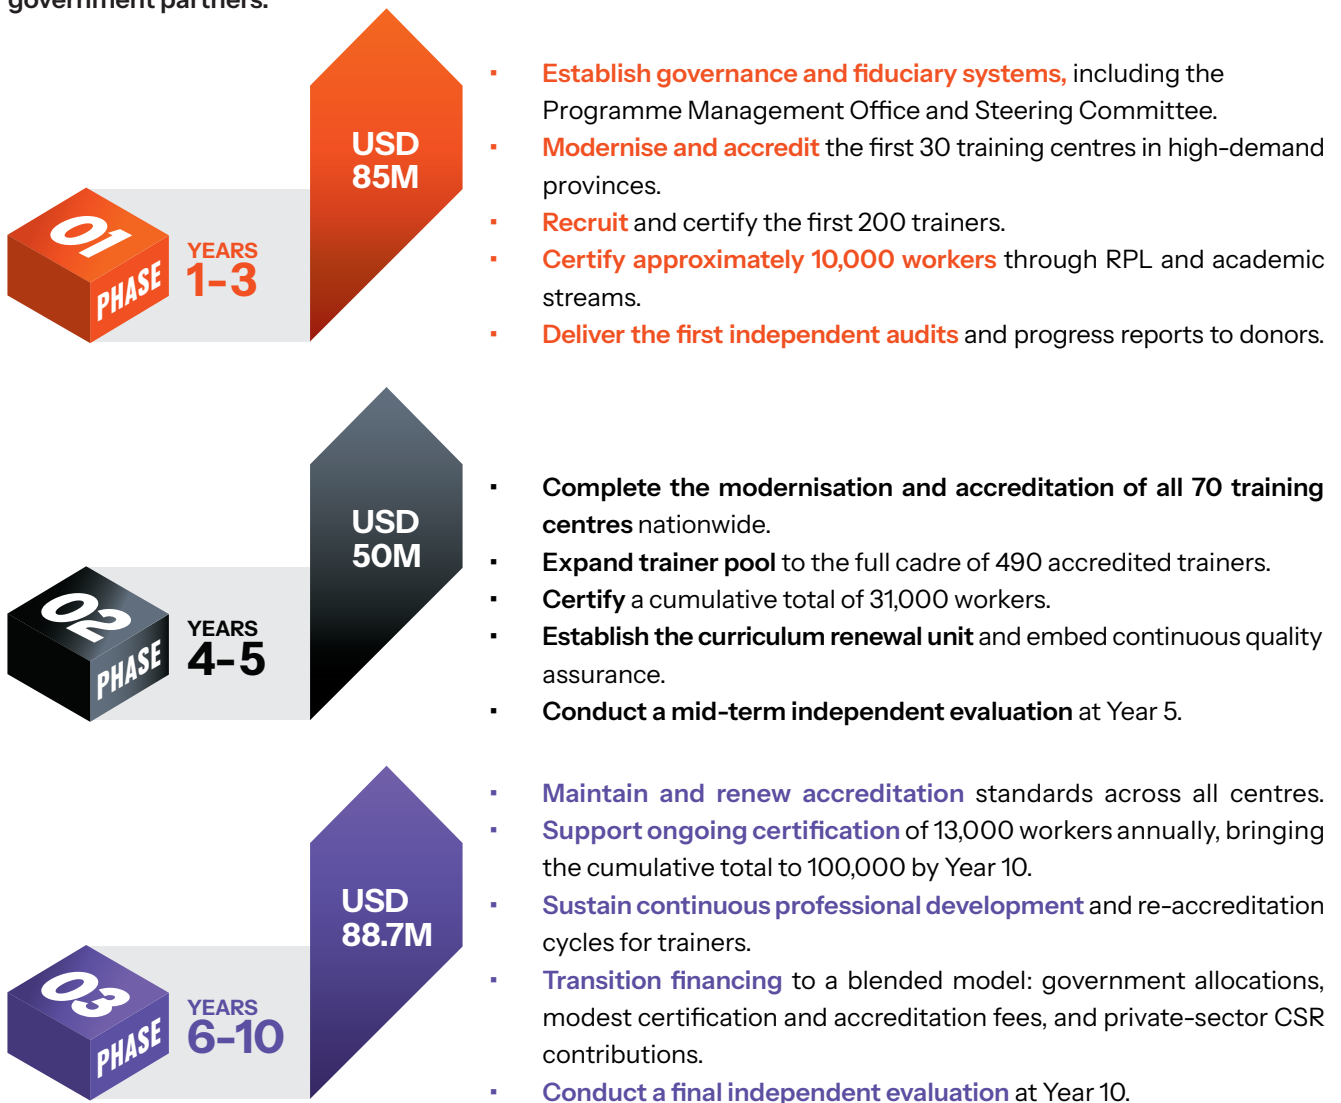 government partners.
USD
85M
01
PHASE
YEARS
1-3
▪ Establish governance and fiduciary systems, including the
Programme Management Office and Steering Committee.
▪ Modernise and accredit the first 30 training centres in high-demand
provinces.
▪ Recruit and certify the first 200 trainers.
▪ Certify approximately 10,000 workers through RPL and academic
streams.
▪ Deliver the first independent audits and progress reports to donors.
USD
50M
02
PHASE
YEARS
4-5
▪ Complete the modernisation and accreditation of all 70 training
centres nationwide.
▪ Expand trainer pool to the full cadre of 490 accredited trainers.
▪ Certify a cumulative total of 31,000 workers.
▪ Establish the curriculum renewal unit and embed continuous quality
assurance.
▪ Conduct a mid-term independent evaluation at Year 5.
USD
88.7M
03
PHASE
YEARS
6-10
▪ Maintain and renew accreditation standards across all centres.
▪ Support ongoing certification of 13,000 workers annually, bringing
the cumulative total to 100,000 by Year 10.
▪ Sustain continuous professional development and re-accreditation
cycles for trainers.
▪ Transition financing to a blended model: government allocations,
modest certification and accreditation fees, and private-sector CSR
contributions.
▪ Conduct a final independent evaluation at Year 10.